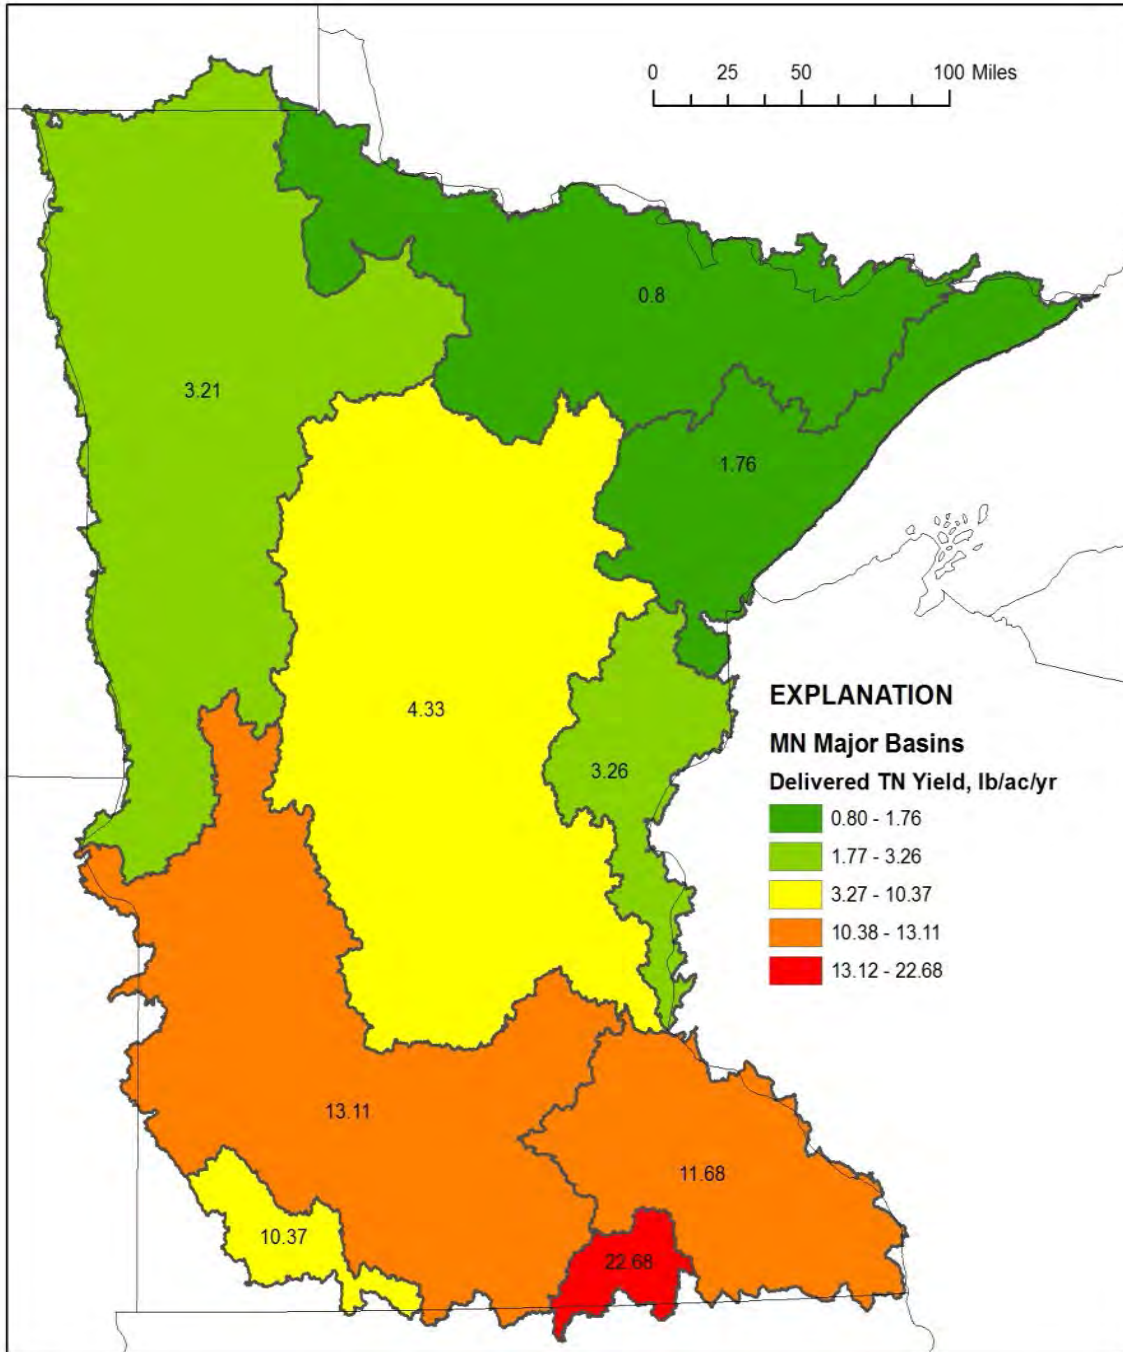 0 25 50 100 Miles
0.8
3.21
1.76
4.33
3.26
EXPLANATION
MN Major Basins
Delivered TN Yield, lb/ac/yr
0.80 - 1.76
1.77 - 3.26
3.27 - 10.37
10.38 - 13.11
13.12 - 22.68
13.11
11.68
10.37
22.68